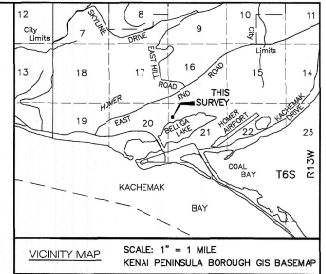 12 8 10 11
City Limits
7
SKYLINE DRIVE
9
City Limits
13 18 17
EAST HILL ROAD
16
15 14
THIS SURVEY
HOMER EAST END ROAD
19 20
BELUGA LAKE
21
HOMER AIRPORT
22
KACHEMAK DRIVE
23
COAL BAY
T6S
R13W
KACHEMAK
BAY
VICINITY MAP
SCALE: 1" = 1 MILE
KENAI PENINSULA BOROUGH GIS BASEMAP